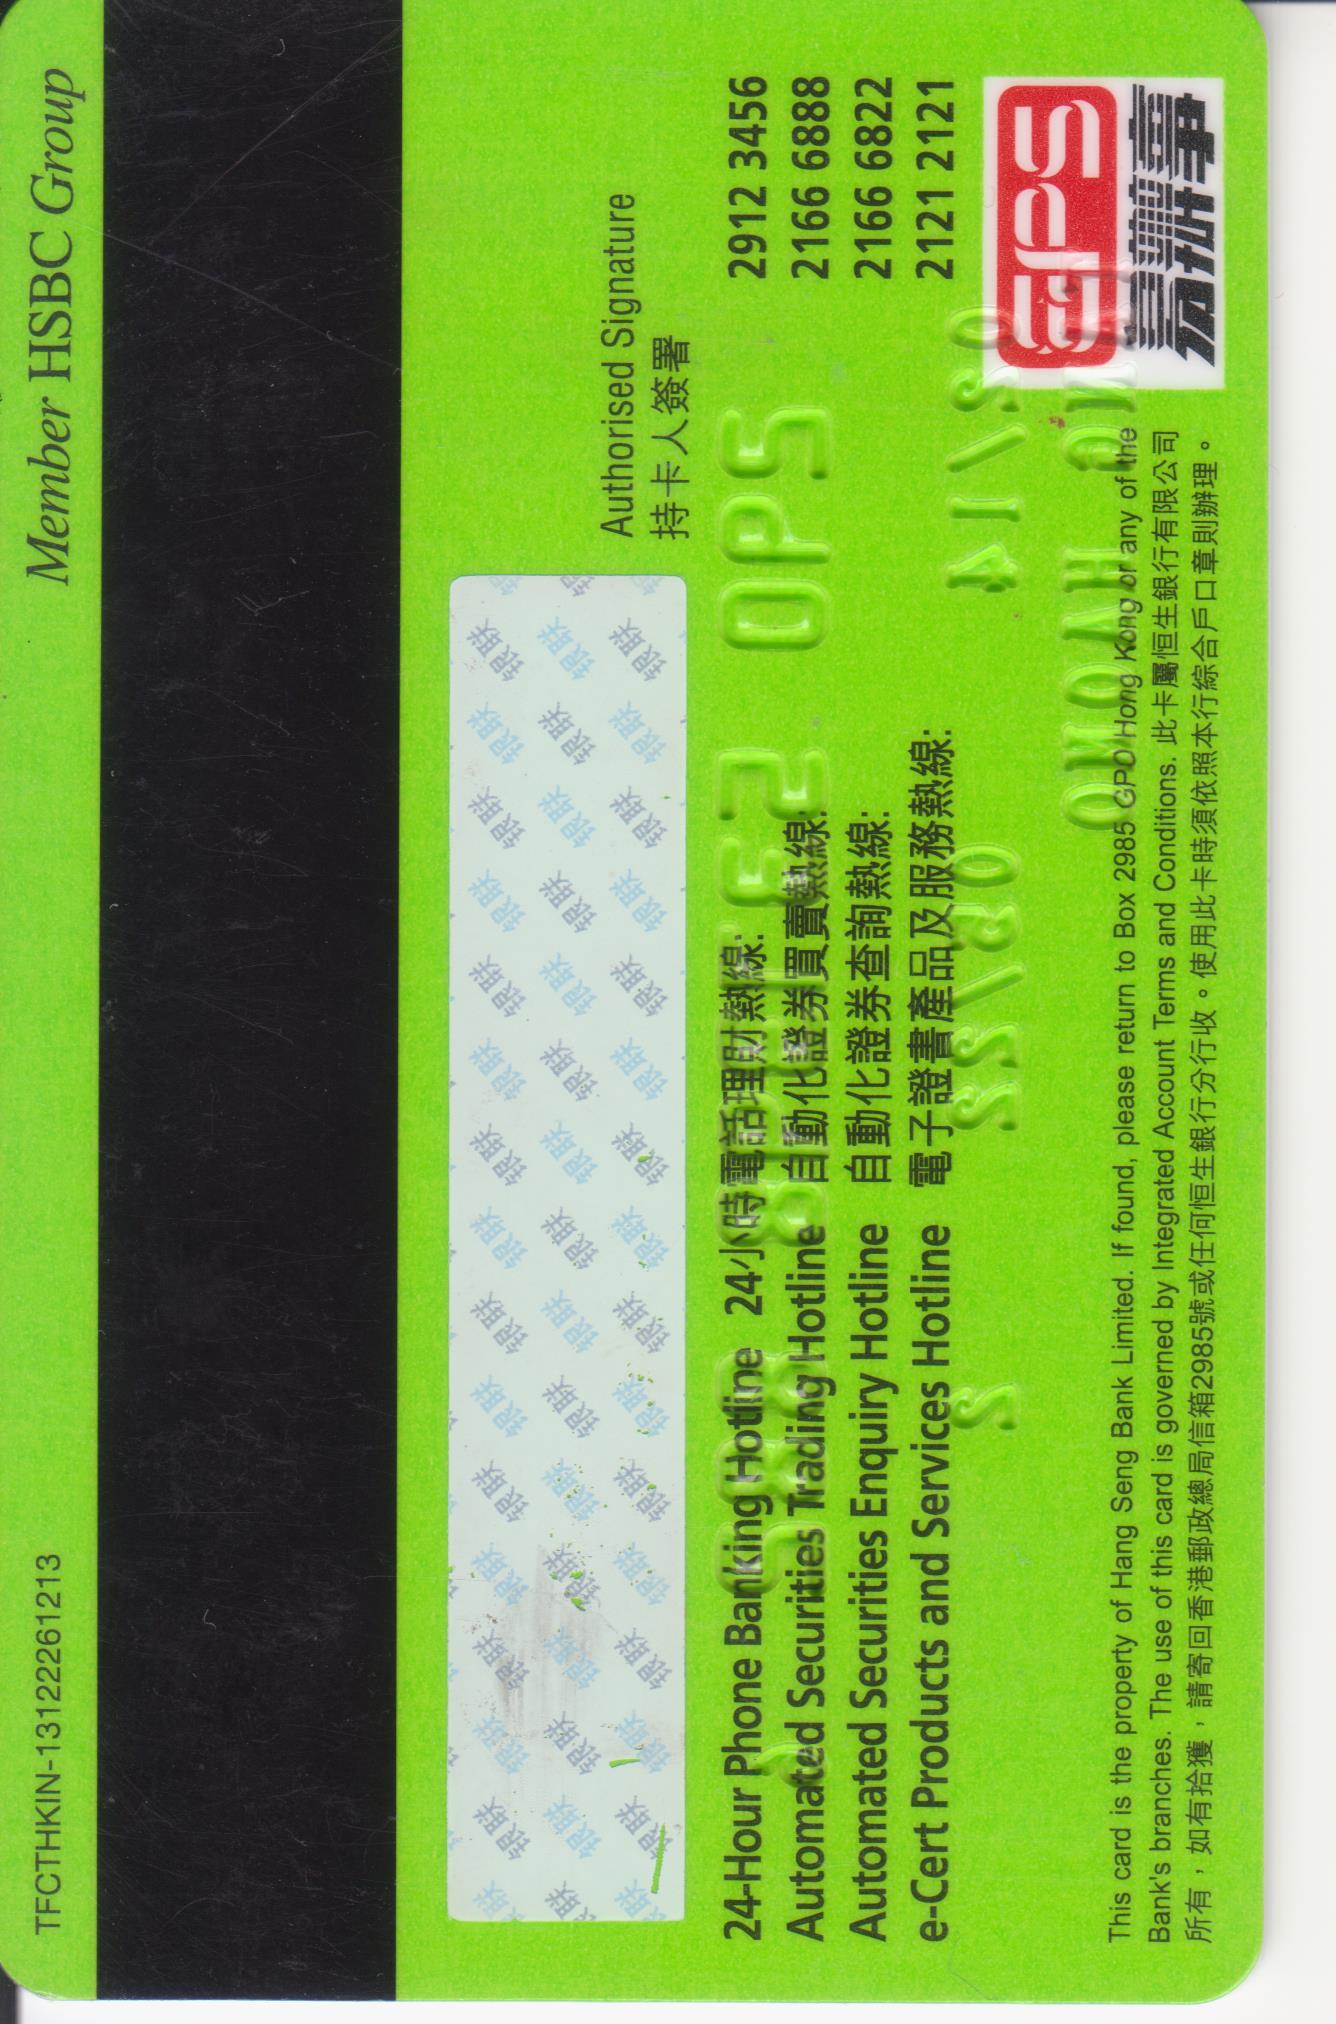 TFCTHKIN-131222261213 Member HSBC Group
Authorised Signature
持卡人簽署
24-Hour Phone Banking Hotline 24小時電話理財熱線: 2912 3456
Automated Securities Trading Hotline 自動化證券買賣熱線: 2166 6888
Automated Securities Enquiry Hotline 自動化證券查詢熱線: 2166 6822
e-Cert Products and Services Hotline 電子證書產品及服務熱線: 2121 2121
EPS
易辦事
This card is the property of Hang Seng Bank Limited. If found, please return to Box 2985 GPO Hong Kong or any of the
Bank's branches. The use of this card is governed by Integrated Account Terms and Conditions. 此卡屬恒生銀行有限公司
所有，如有拾獲，請寄回香港郵政總局信箱2985號或任何恒生銀行分行收。使用此卡時須依照本行綜合戶口章則辦理。